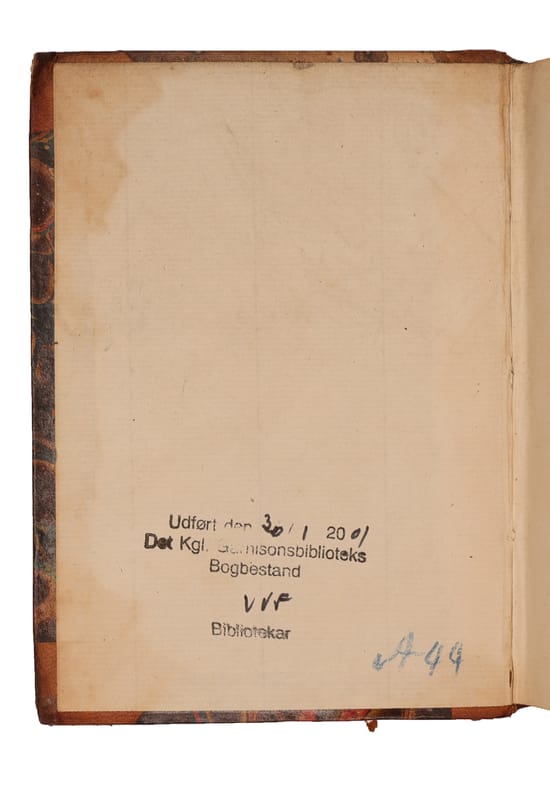 Udført den 30/1 2001
Det Kgl. Garnisonsbiblioteks
Bogbestand
VVF
Bibliotekar
A 44